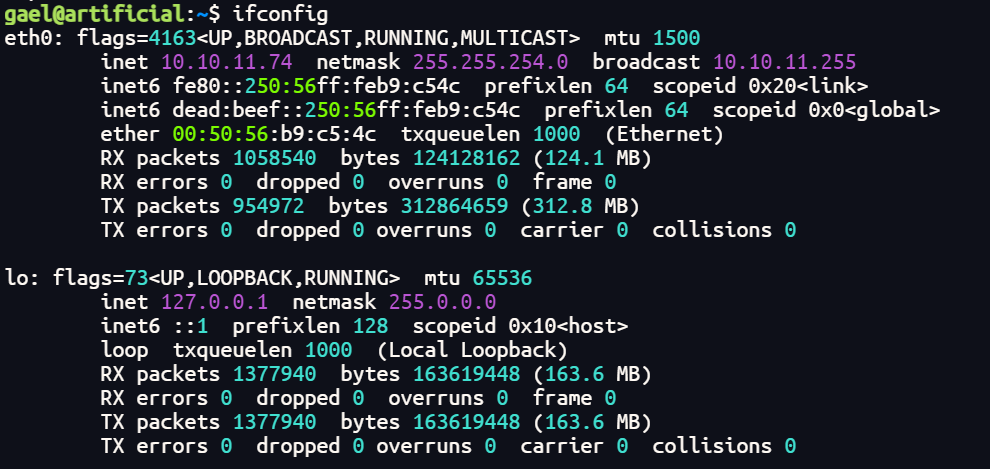 gael@artificial:~$ ifconfig
eth0: flags=4163<UP,BROADCAST,RUNNING,MULTICAST>  mtu 1500
        inet 10.10.11.74  netmask 255.255.254.0  broadcast 10.10.11.255
        inet6 fe80::250:56ff:feb9:c54c  prefixlen 64  scopeid 0x20<link>
        inet6 dead:beef::250:56ff:feb9:c54c  prefixlen 64  scopeid 0x0<global>
        ether 00:50:56:b9:c5:4c  txqueuelen 1000  (Ethernet)
        RX packets 1058540  bytes 124128162 (124.1 MB)
        RX errors 0  dropped 0  overruns 0  frame 0
        TX packets 954972  bytes 312864659 (312.8 MB)
        TX errors 0  dropped 0 overruns 0  carrier 0  collisions 0

lo: flags=73<UP,LOOPBACK,RUNNING>  mtu 65536
        inet 127.0.0.1  netmask 255.0.0.0
        inet6 ::1  prefixlen 128  scopeid 0x10<host>
        loop  txqueuelen 1000  (Local Loopback)
        RX packets 1377940  bytes 163619448 (163.6 MB)
        RX errors 0  dropped 0  overruns 0  frame 0
        TX packets 1377940  bytes 163619448 (163.6 MB)
        TX errors 0  dropped 0 overruns 0  carrier 0  collisions 0